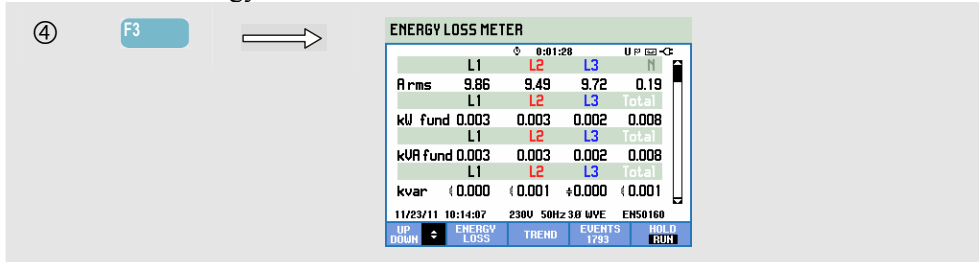 ④ F3
ENERGY LOSS METER
0:01:28 U
L1 L2 L3 N
A rms 9.86 9.49 9.72 0.19
L1 L2 L3 Total
kW fund 0.003 0.003 0.002 0.008
L1 L2 L3 Total
kVA fund 0.003 0.003 0.002 0.008
L1 L2 L3 Total
kvar 0.000 0.001 0.000 0.001
11/23/11 10:14:07 230V 50Hz 3.0 WYE EN50160
UP DOWN ENERGY LOSS TREND EVENTS 1793 HOLD RUN